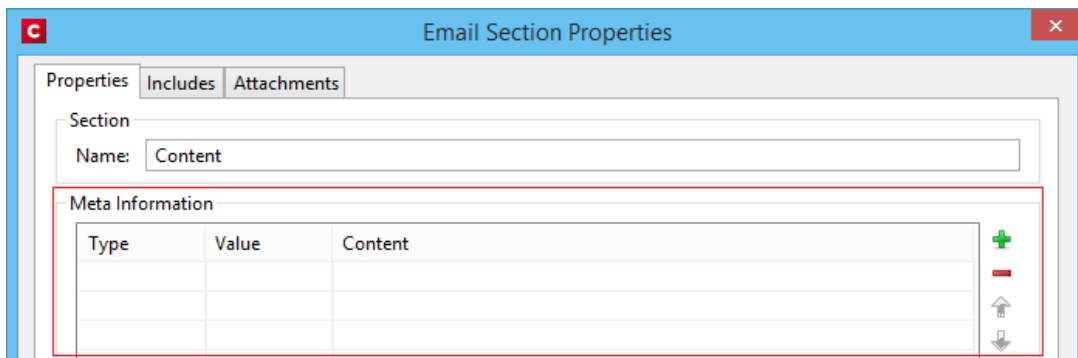 C Email Section Properties
Properties Includes Attachments
Section
Name: Content
Meta Information
Type Value Content